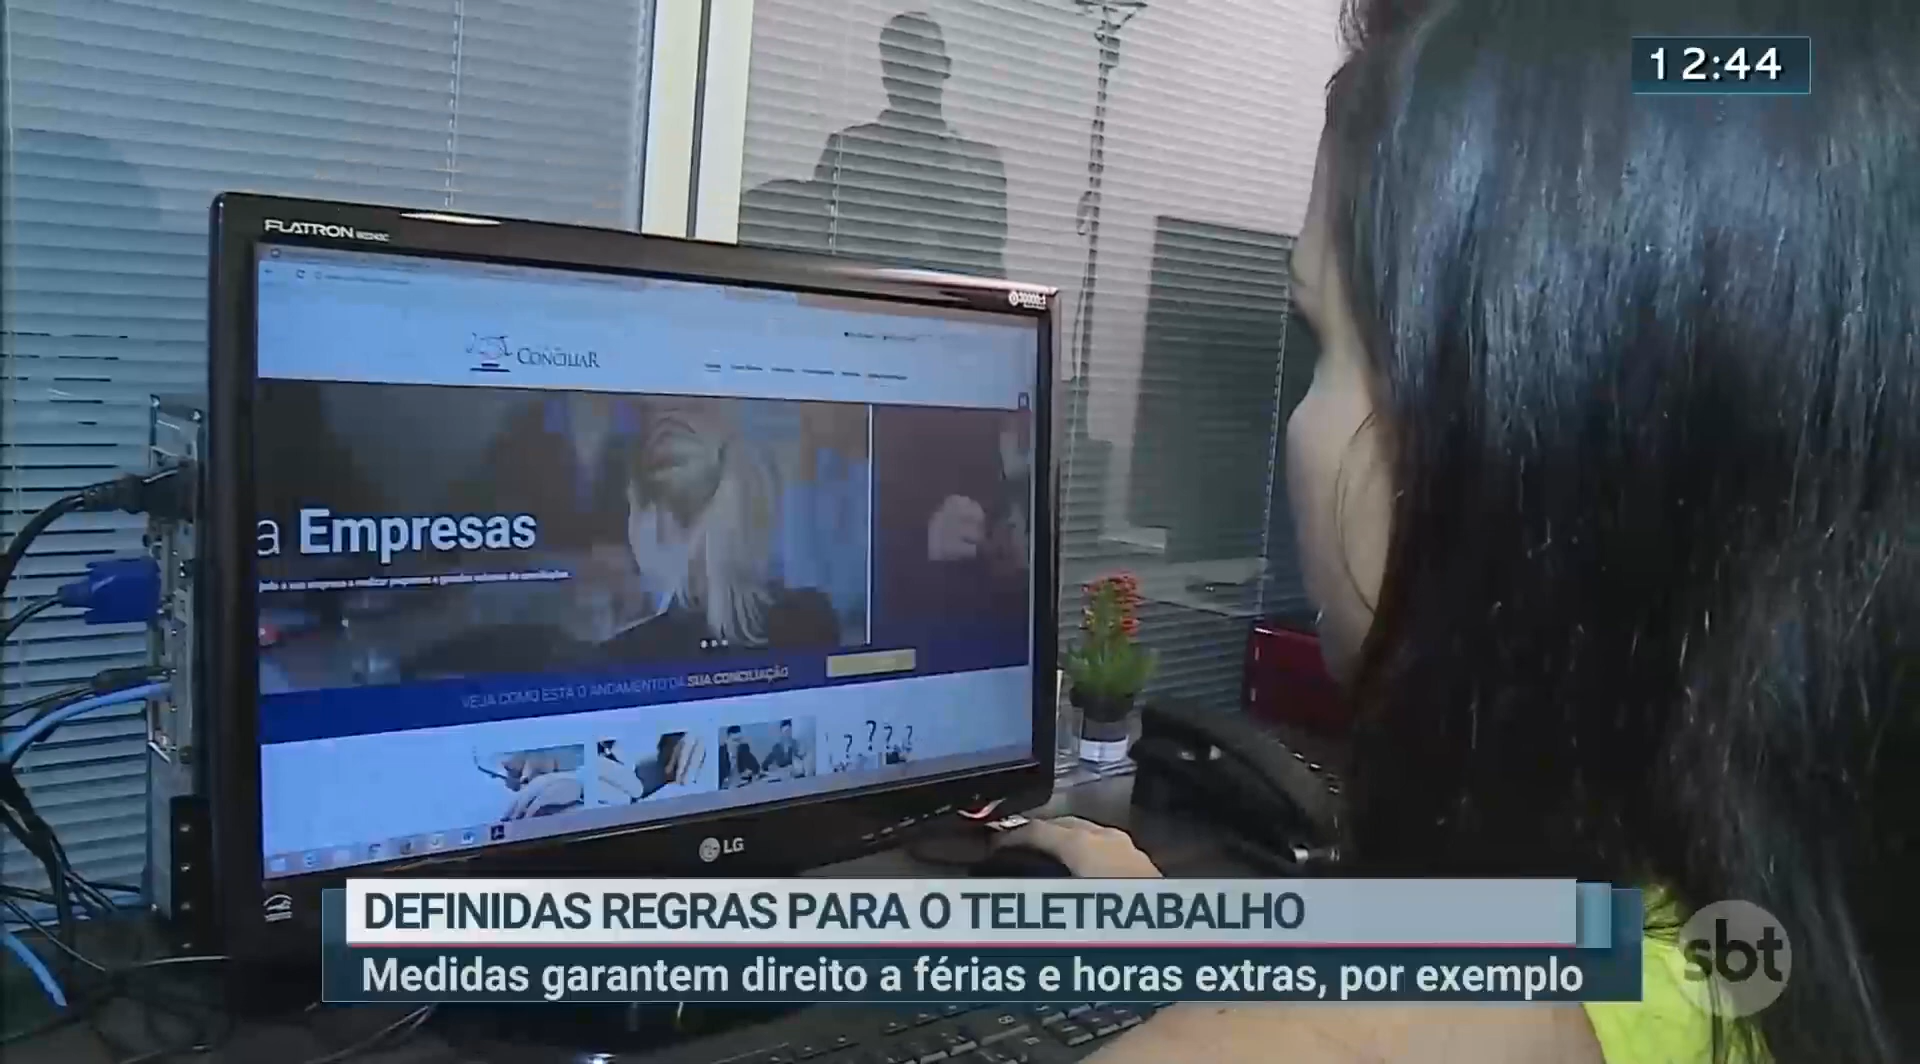 12:44
FLATRON
CONCILIAR
a Empresas
VEJA COMO ESTÁ O ANDAMENTO DA SUA CONCILIAÇÃO
? ? ? ?
LG
DEFINIDAS REGRAS PARA O TELETRABALHO
Medidas garantem direito a férias e horas extras, por exemplo
sbt